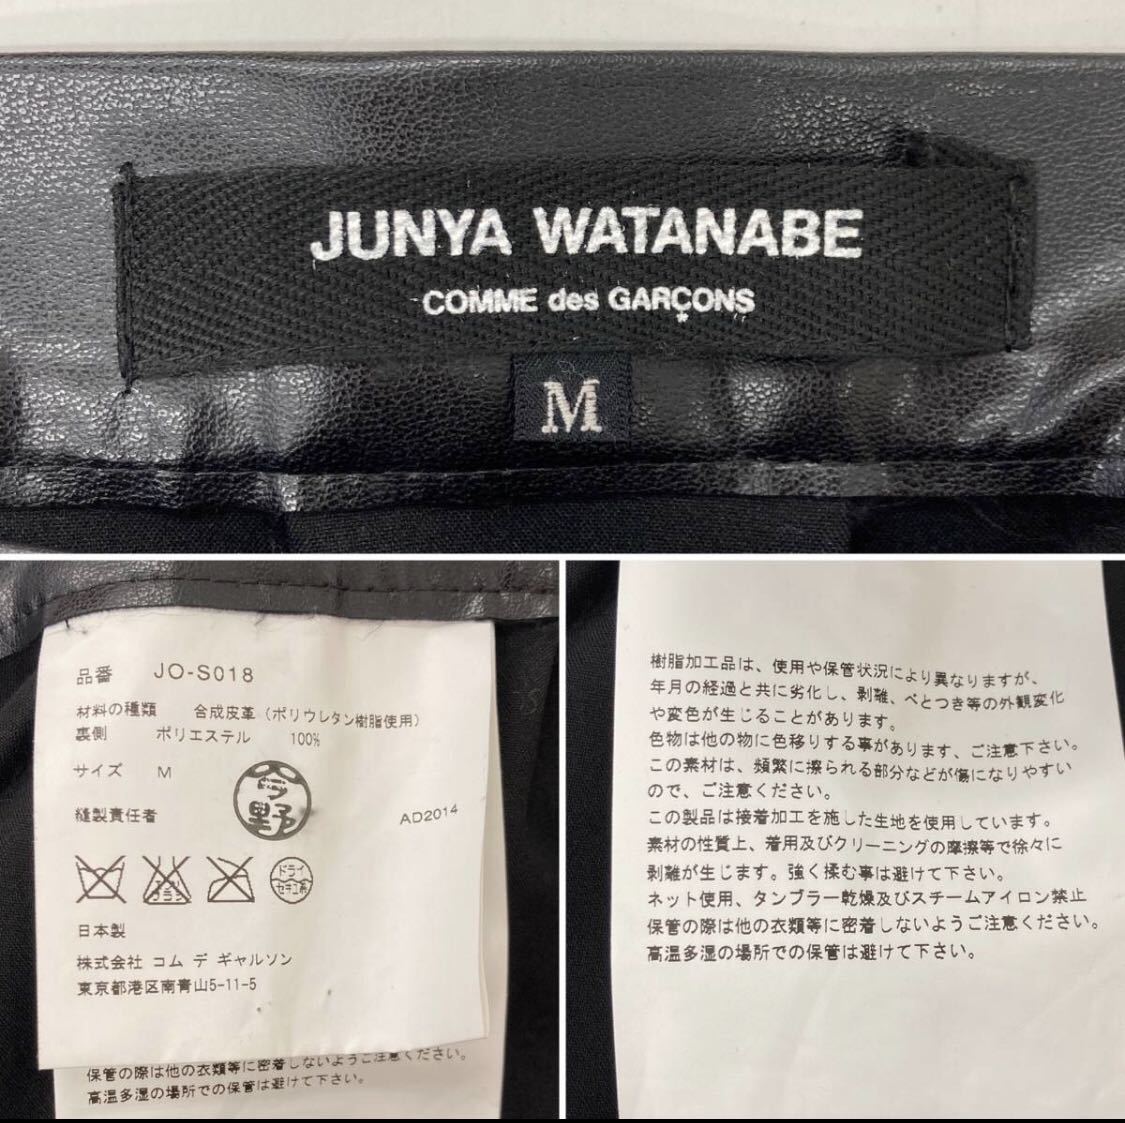 JUNYA WATANABE
COMME des GARÇONS
M
品番 JO-S018
材料の種類 合成皮革(ポリウレタン樹脂使用)
裏側 ポリエステル 100%
サイズ M
今野
縫製責任者
AD2014
エンソ
サラシ
ドライ
セキユ系
日本製
株式会社 コム デ ギャルソン
東京都港区南青山5-11-5
保管の際は他の衣類等に密着しないようご注意ください。
高温多湿の場所での保管は避けて下さい。
樹脂加工品は、使用や保管状況により異なりますが、
年月の経過と共に劣化し、剥離、べとつき等の外観変化
や変色が生じることがあります。
色物は他の物に色移りする事があります、ご注意下さい。
この素材は、頻繁に擦られる部分などが傷になりやすい
ので、ご注意ください。
この製品は接着加工を施した生地を使用しています。
素材の性質上、着用及びクリーニングの摩擦等で徐々に
剥離が生じます。強く揉む事は避けて下さい。
ネット使用、タンブラー乾燥及びスチームアイロン禁止
保管の際は他の衣類等に密着しないようご注意ください。
高温多湿の場所での保管は避けて下さい。